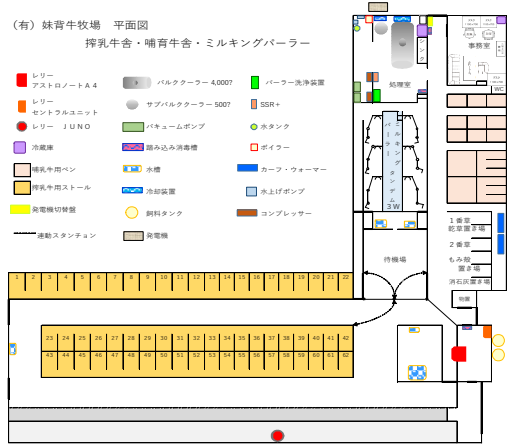 （有）妹背牛牧場　平面図
搾乳牛舎・哺育牛舎・ミルキングパーラー
レリー
アストロノートＡ４
レリー
セントラルユニット
レリー　ＪＵＮＯ
冷蔵庫
哺乳牛用ペン
搾乳牛用ストール
発電機切替盤
連動スタンチョン
バルククーラー 4,000?
サブバルククーラー 500?
バキュームポンプ
踏み込み消毒槽
水槽
冷却装置
飼料タンク
発電機
パーラー洗浄装置
SSR+
水タンク
ボイラー
カーフ・ウォーマー
水上げポンプ
コンプレッサー
シンク
事務室
処理室
WC
ミルキングパーラー
タンデム
３Ｗ
１番草
乾草置き場
２番草
もみ殻
置き場
消石灰置き場
物置
待機場
1 2 3 4 5 6 7 8 9 10 11 12 13 14 15 16 17 18 19 20 21 22
23 24 25 26 27 28 29 30 31 32 33 34 35 36 37 38 39 40 41 42
43 44 45 46 47 48 49 50 51 52 53 54 55 56 57 58 59 60 61 62